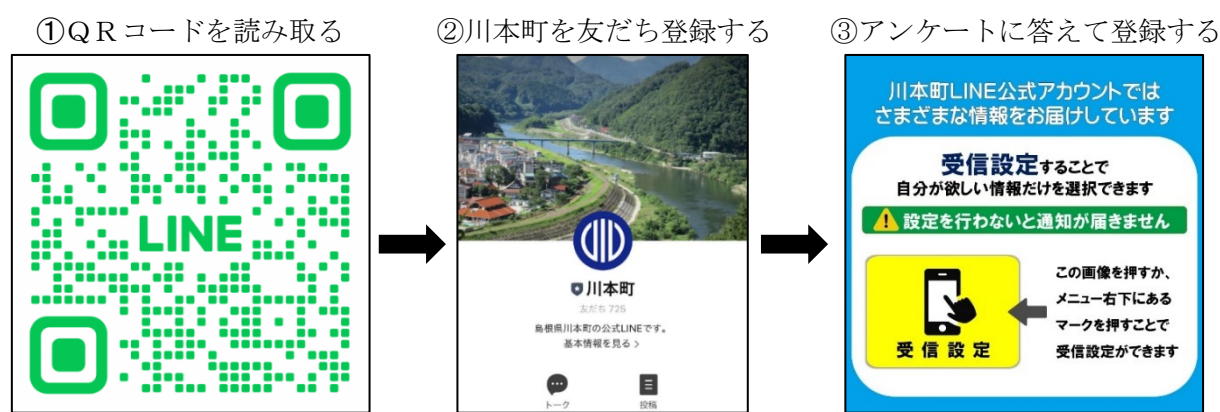 ①QRコードを読み取る
②川本町を友だち登録する
③アンケートに答えて登録する
LINE
川本町
友だち 725
島根県川本町の公式LINEです。
基本情報を見る >
トーク
投稿
川本町LINE公式アカウントでは
さまざまな情報をお届けしています
受信設定することで
自分が欲しい情報だけを選択できます
設定を行わないと通知が届きません
受信設定
この画像を押すか、
メニュー右下にある
マークを押すことで
受信設定ができます